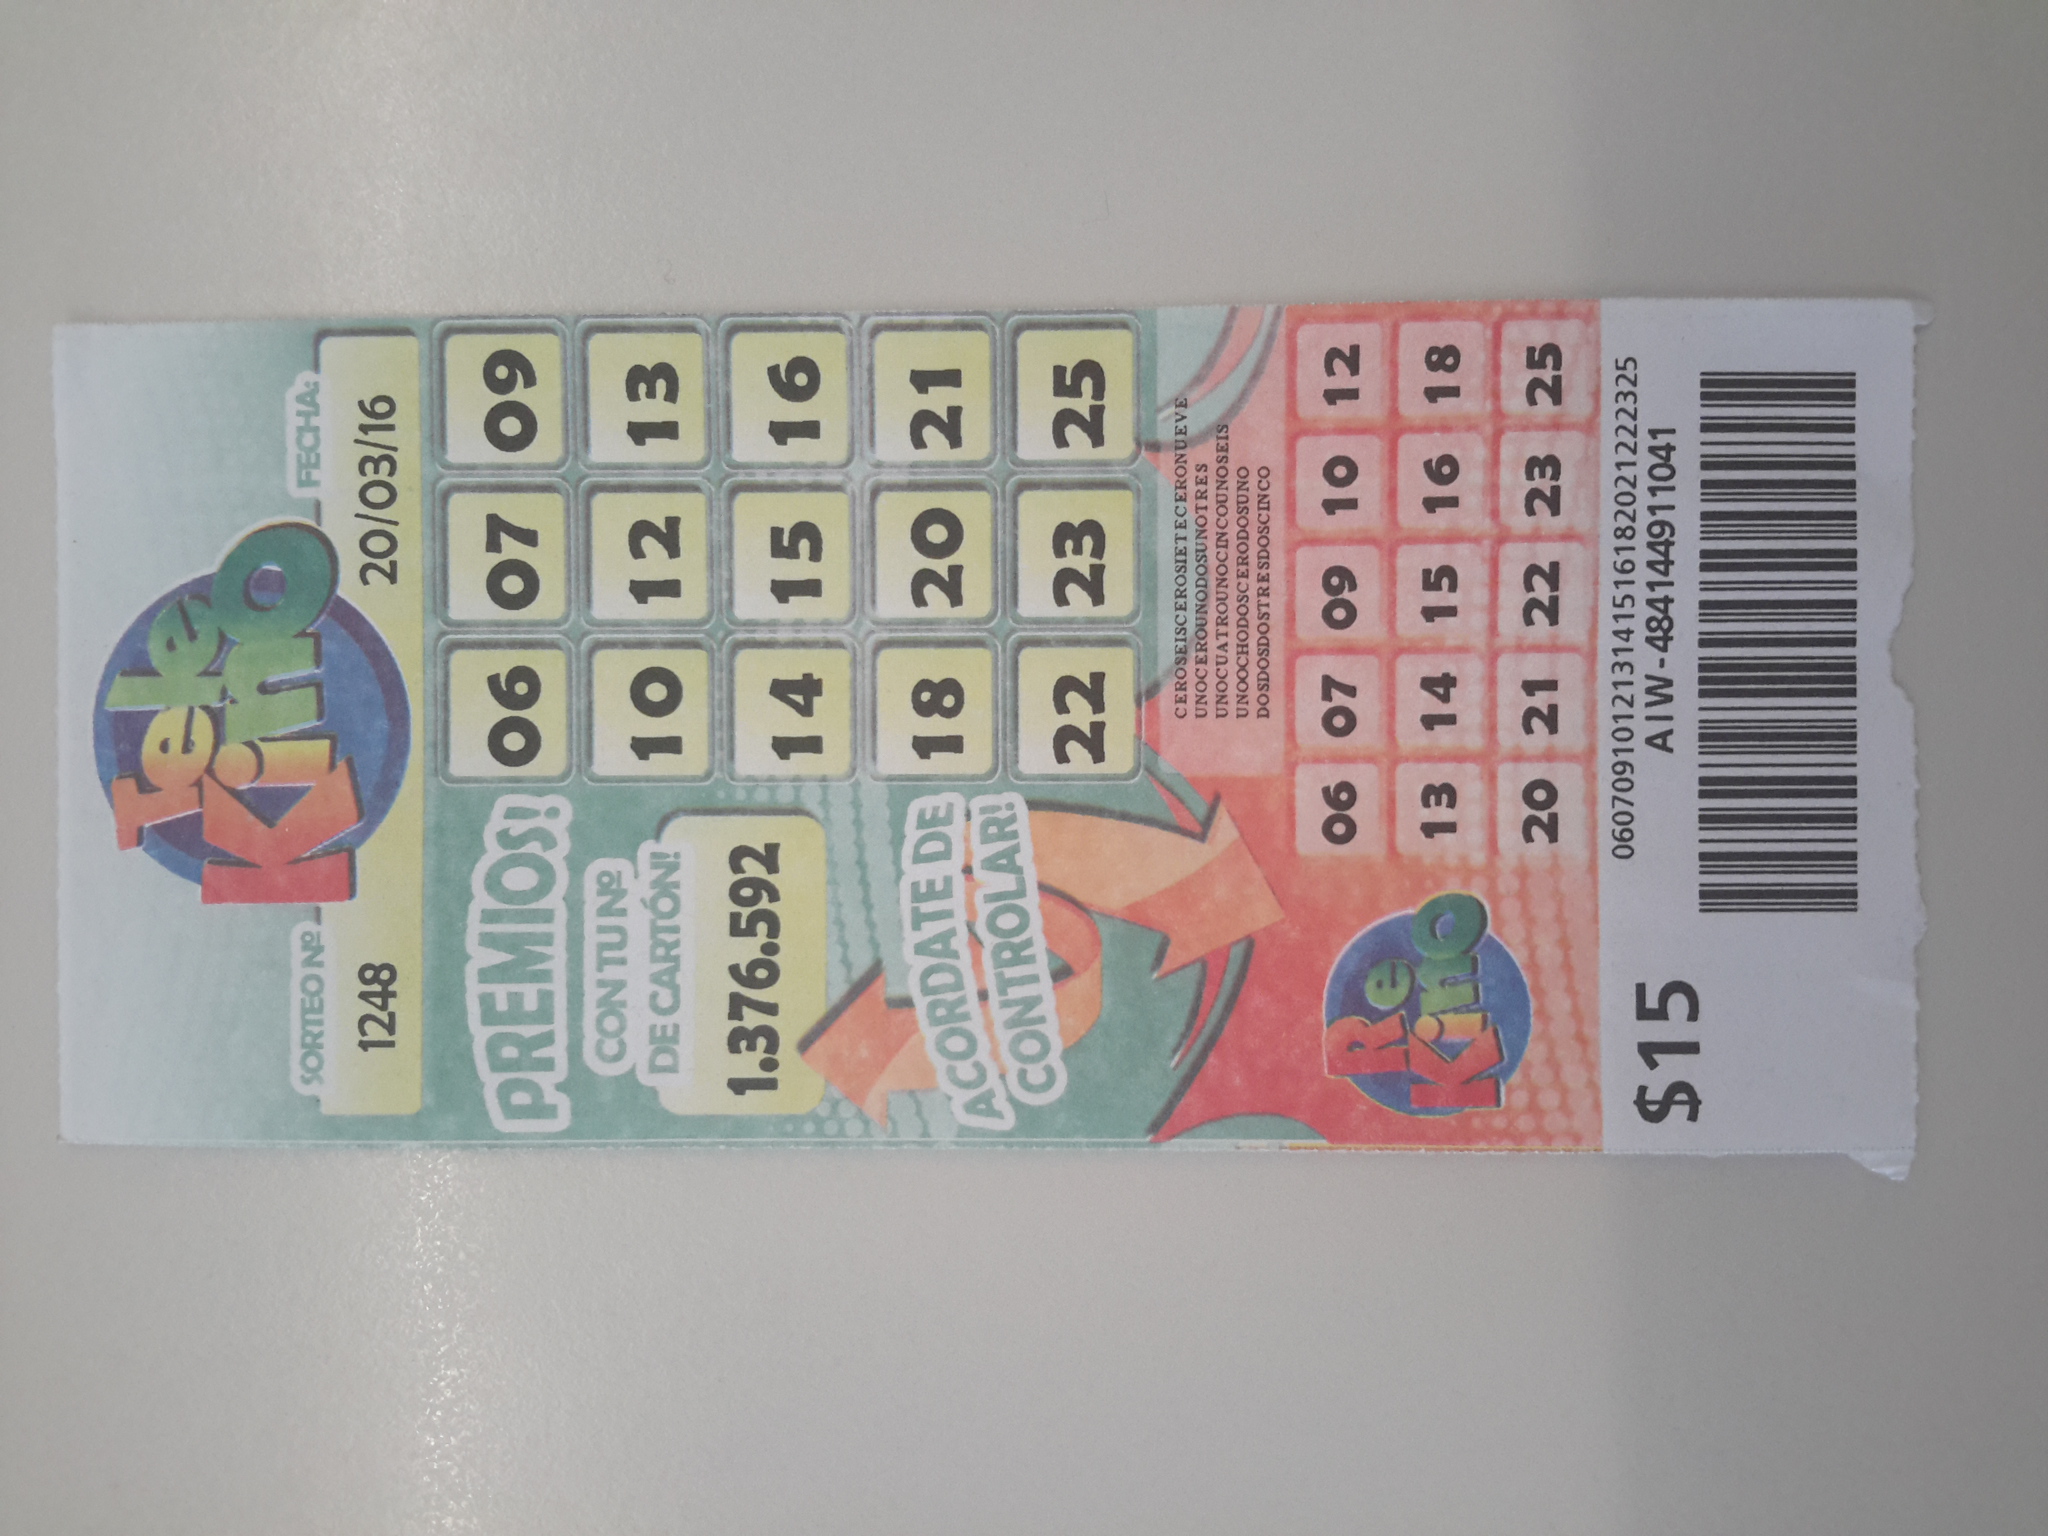 Tele
Kino
SORTEO Nº
FECHA:
1248
20/03/16
PREMIOS!
CON TU Nº
DE CARTÓN!
1.376.592
ACORDATE DE
CONTROLAR!
06 07 09
10 12 13
14 15 16
18 20 21
22 23 25
CEROSEISCEROSIETECERONUEVE
UNOCEROUNODOSUNOTRES
UNOCUATROUNOCINCOUNOSEIS
UNOOCHODOSCERODOSUNO
DOSDOSDOSTRESDOSCINCO
Re
Kino
06 07 09 10 12
13 14 15 16 18
20 21 22 23 25
$15
060709101213141516182021222325
AIW-48414491104​1